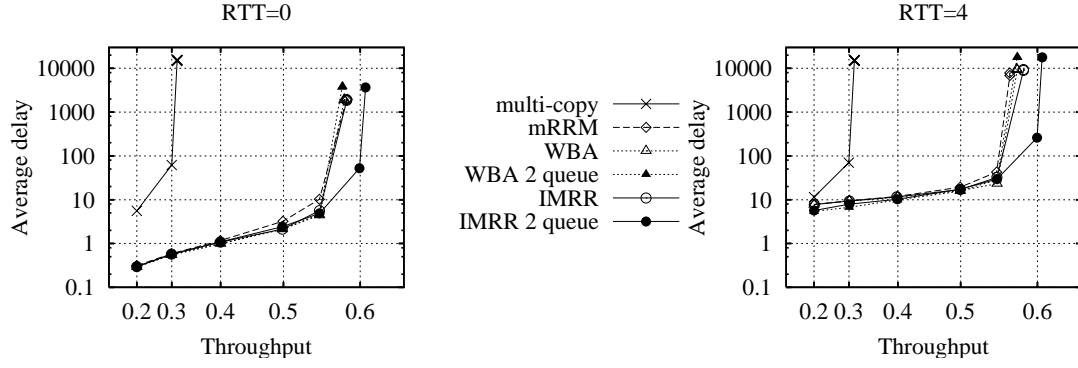 RTT=0
Average delay
10000
1000
100
10
1
0.1
0.2 0.3 0.4 0.5 0.6
Throughput
multi-copy
mRRM
WBA
WBA 2 queue
IMRR
IMRR 2 queue
RTT=4
Average delay
10000
1000
100
10
1
0.1
0.2 0.3 0.4 0.5 0.6
Throughput